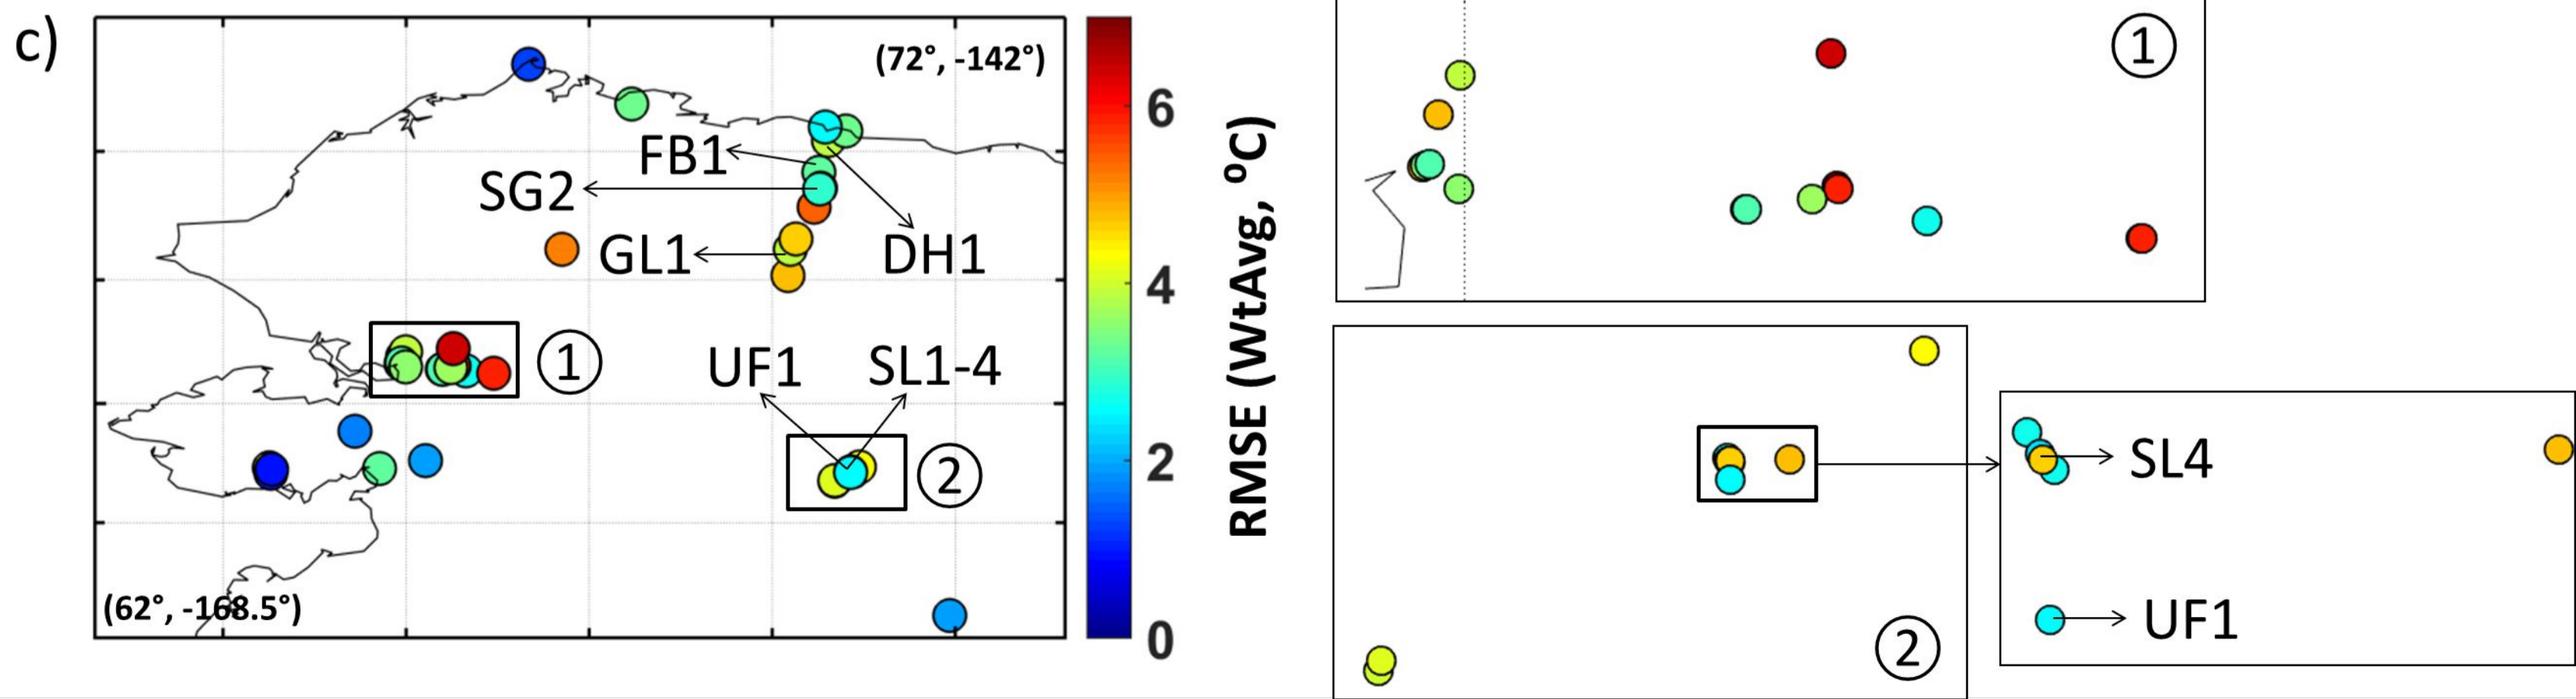 c)
(72°, -142°)
FB1
SG2
GL1
DH1
1
UF1
SL1-4
2
(62°, -168.5°)
6
4
2
0
RMSE (WtAvg, ºC)
1
SL4
UF1
2